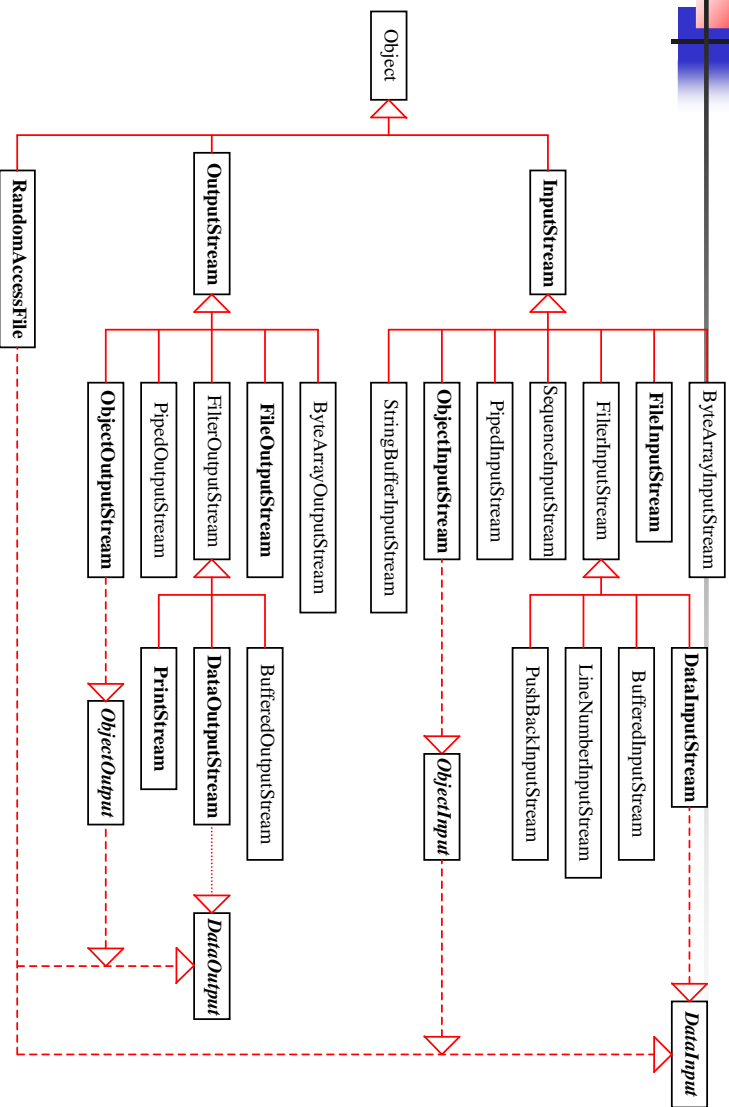 Object
InputStream
OutputStream
RandomAccessFile
ByteArrayInputStream
FileInputStream
FilterInputStream
SequenceInputStream
PipedInputStream
ObjectInputStream
StringBufferInputStream
ByteArrayOutputStream
FileOutputStream
FilterOutputStream
PipedOutputStream
ObjectOutputStream
DataInputStream
BufferedInputStream
LineNumberInputStream
PushBackInputStream
BufferedOutputStream
DataOutputStream
PrintStream
ObjectInput
ObjectOutput
DataOutput
DataInput